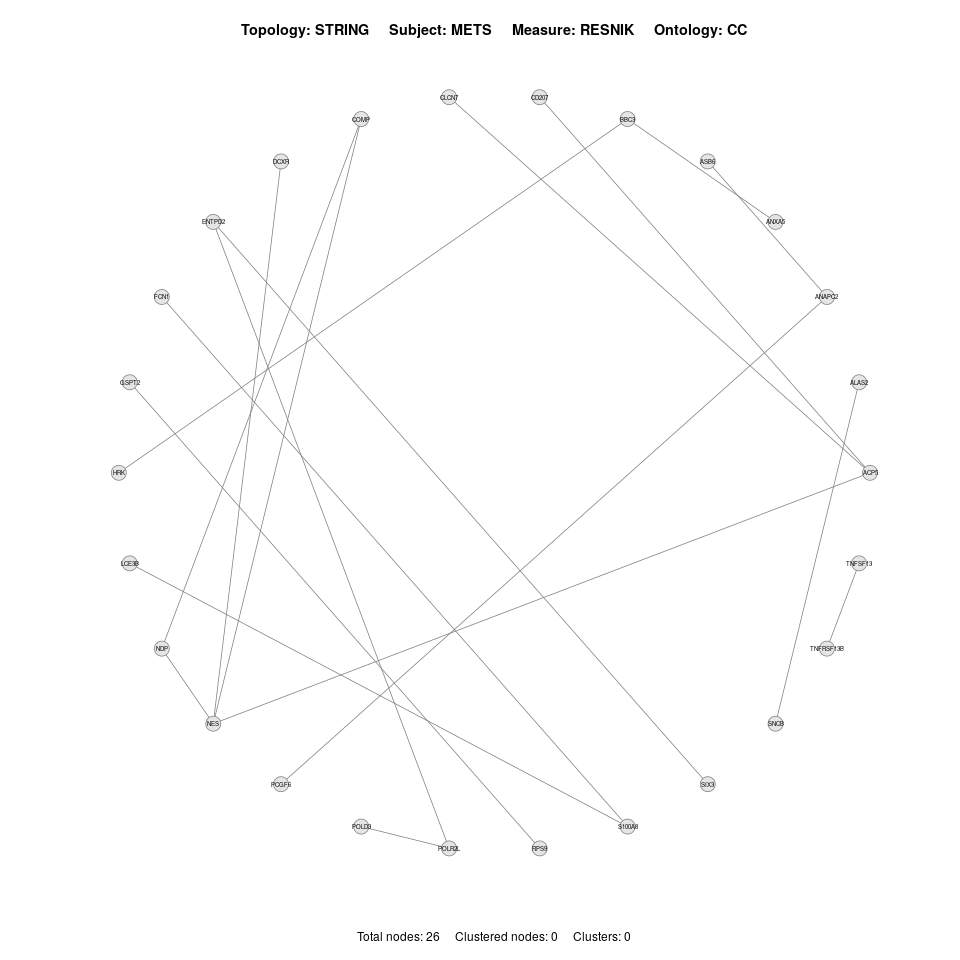 Topology: STRING Subject: METS Measure: RESNIK Ontology: CC
CLCN7
CD207
COMP
BBC3
DCXR
ASB6
ENTPD2
ANXA5
FCN1
ANAPC2
GSPT2
ALAS2
HRK
ACP5
LCE3B
TNFSF13
NDP
TNFRSF13B
NES
SNCB
PCGF6
SIX3
POLD3
S100A8
POLR2L
RPS9
Total nodes: 26 Clustered nodes: 0 Clusters: 0